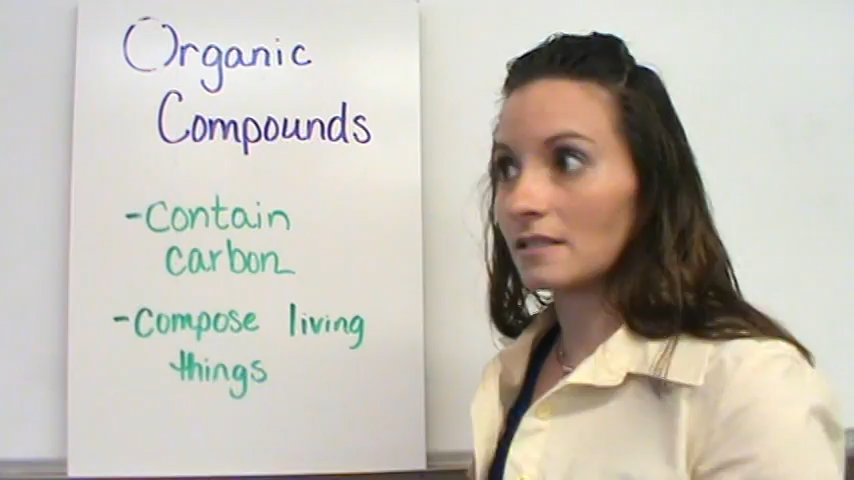 Organic
Compounds
-Contain
carbon
-Compose living
things